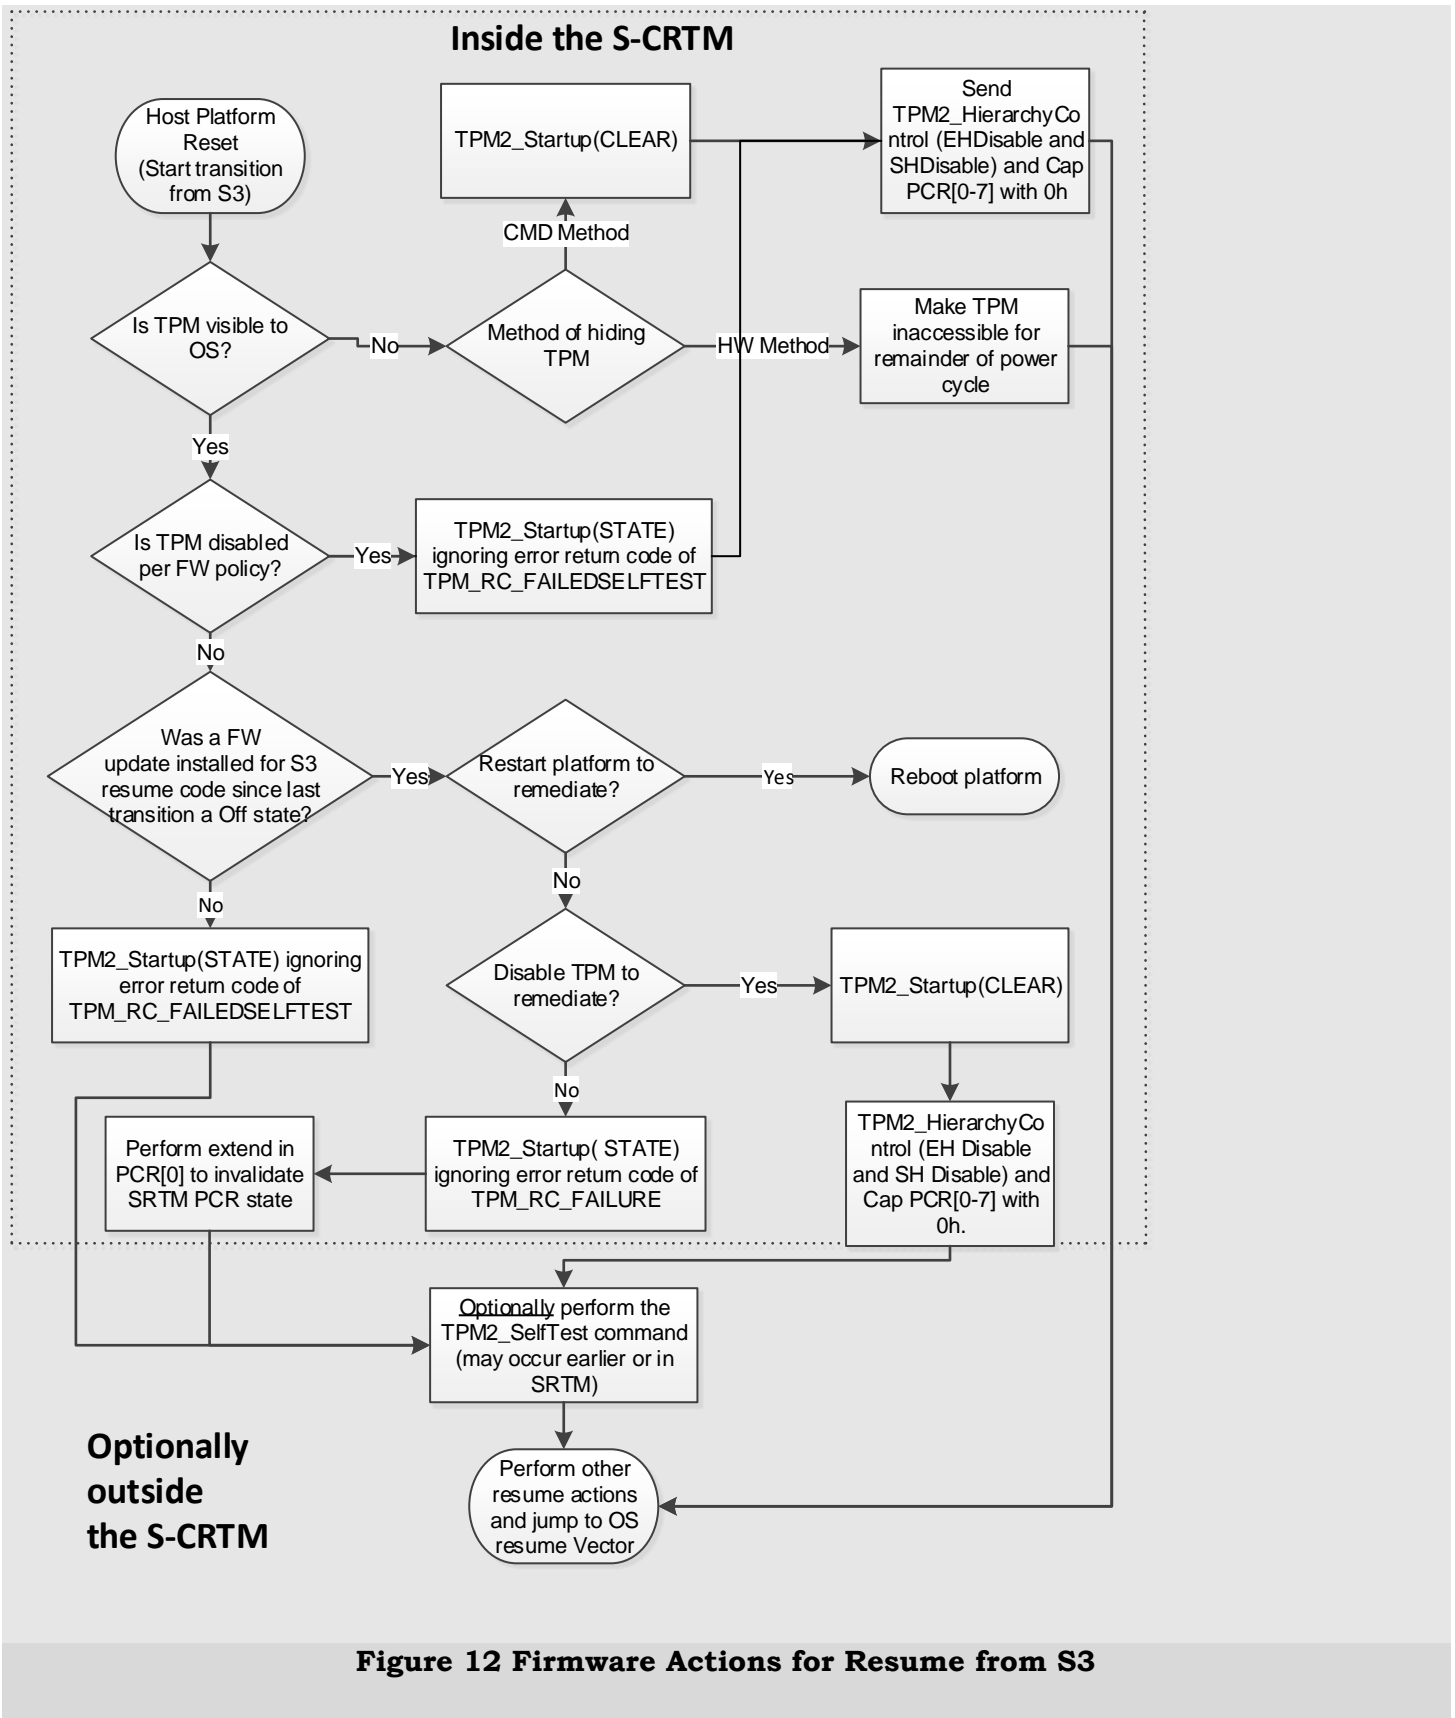 Inside the S-CRTM
Host Platform
Reset
(Start transition
from S3)
TPM2_Startup(CLEAR)
Send
TPM2_HierarchyCo
ntrol (EHDisable and
SHDisable) and Cap
PCR[0-7] with 0h
CMD Method
Is TPM visible to
OS?
No
Method of hiding
TPM
HW Method
Make TPM
inaccessible for
remainder of power
cycle
Yes
Is TPM disabled
per FW policy?
Yes
TPM2_Startup(STATE)
ignoring error return code of
TPM_RC_FAILEDSELFTEST
No
Was a FW
update installed for S3
resume code since last
transition a Off state?
Yes
Restart platform to
remediate?
Yes
Reboot platform
No
No
TPM2_Startup(STATE) ignoring
error return code of
TPM_RC_FAILEDSELFTEST
Disable TPM to
remediate?
Yes
TPM2_Startup(CLEAR)
No
Perform extend in
PCR[0] to invalidate
SRTM PCR state
TPM2_Startup( STATE)
ignoring error return code of
TPM_RC_FAILURE
TPM2_HierarchyCo
ntrol (EH Disable
and SH Disable) and
Cap PCR[0-7] with
0h.
Optionally perform the
TPM2_SelfTest command
(may occur earlier or in
SRTM)
Optionally
outside
the S-CRTM
Perform other
resume actions
and jump to OS
resume Vector
Figure 12 Firmware Actions for Resume from S3